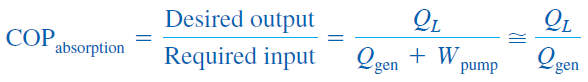 COP_absorption = Desired output / Required input = Q_L / (Q_gen + W_pump) ≅ Q_L / Q_gen